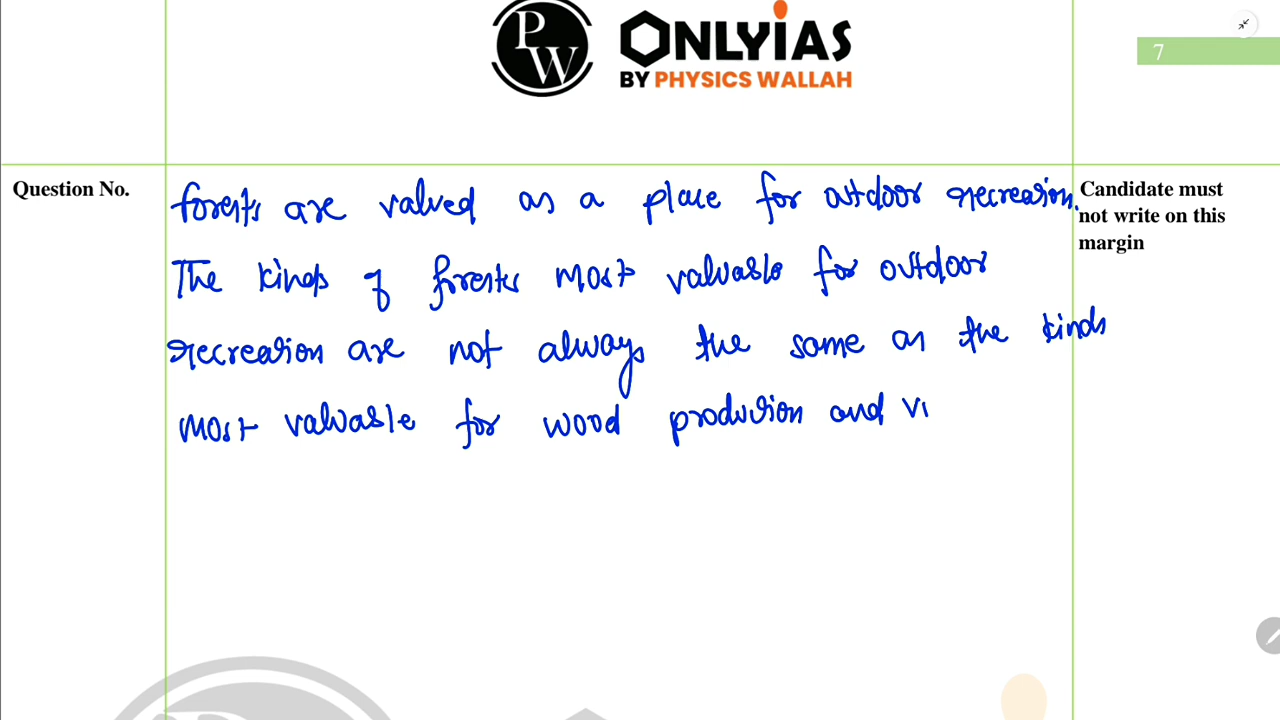 PW ONLYIAS
BY PHYSICS WALLAH
7
Question No.
Candidate must
not write on this
margin
forests are valued as a place for outdoor recreation.
The kinds of forests most valuable for outdoor
recreation are not always the same as the kinds
most valuable for wood production and vi